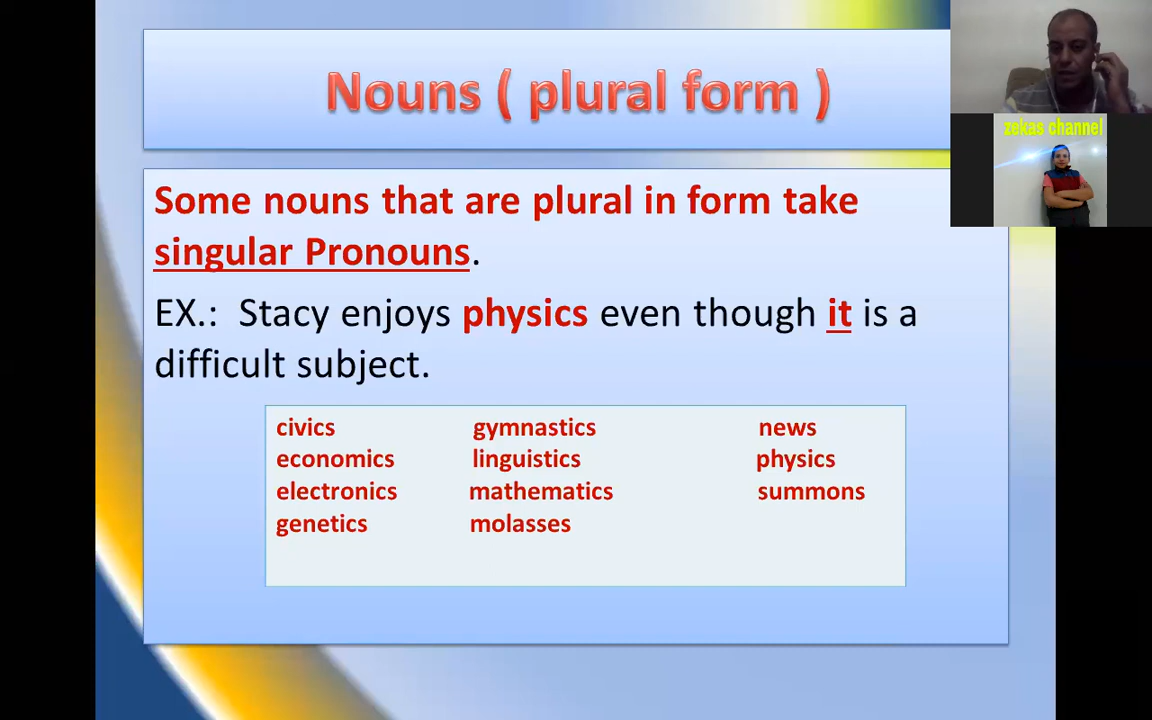 Nouns ( plural form )
zekas channel
Some nouns that are plural in form take
singular Pronouns.
EX.: Stacy enjoys physics even though it is a
difficult subject.
civics gymnastics news
economics linguistics physics
electronics mathematics summons
genetics molasses